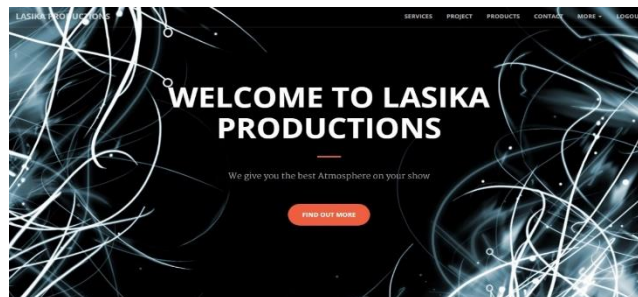 LASIKA PRODUCTIONS
SERVICES PROJECT PRODUCTS CONTACT MORE LOGOUT
WELCOME TO LASIKA
PRODUCTIONS
We give you the best Atmosphere on your show
FIND OUT MORE